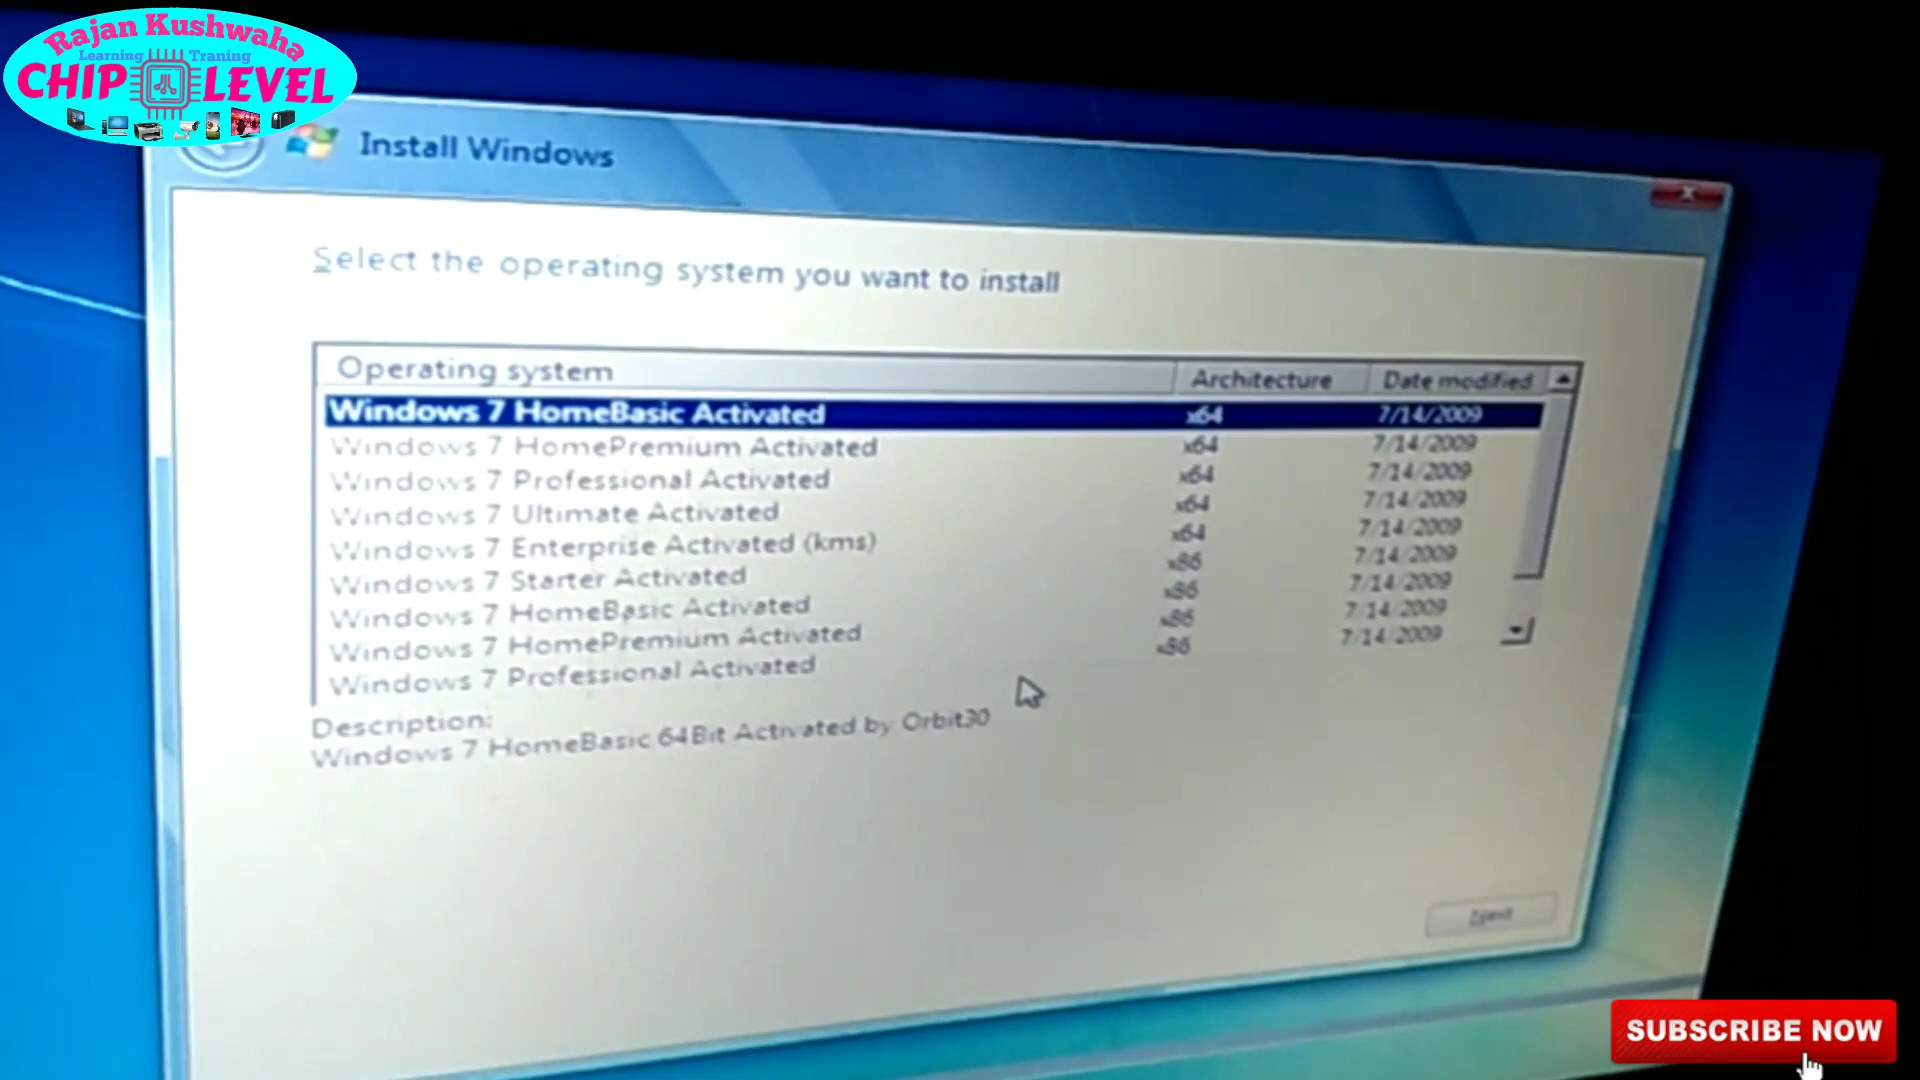 Rajan Kushwaha
Learning Traning
CHIP LEVEL
Install Windows
x
Select the operating system you want to install
Operating system Architecture Date modified
Windows 7 HomeBasic Activated x64 7/14/2009
Windows 7 HomePremium Activated x64 7/14/2009
Windows 7 Professional Activated x64 7/14/2009
Windows 7 Ultimate Activated x64 7/14/2009
Windows 7 Enterprise Activated (kms) x64 7/14/2009
Windows 7 Starter Activated x86 7/14/2009
Windows 7 HomeBasic Activated x86 7/14/2009
Windows 7 HomePremium Activated x86 7/14/2009
Windows 7 Professional Activated x86 7/14/2009
Description:
Windows 7 HomeBasic 64Bit Activated by Orbit30
Next
SUBSCRIBE NOW